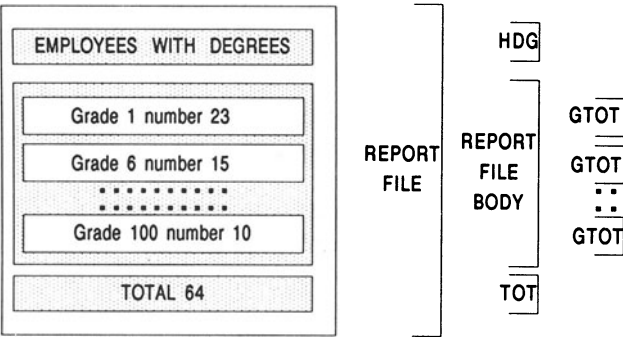 EMPLOYEES WITH DEGREES
Grade 1 number 23
Grade 6 number 15
Grade 100 number 10
TOTAL 64
REPORT
FILE
HDG
REPORT
FILE
BODY
TOT
GTOT
GTOT
GTOT